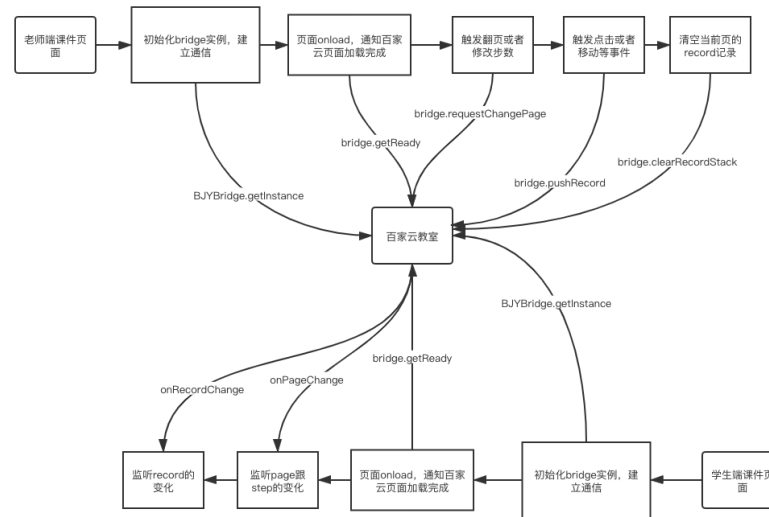 老师端课件页
面
初始化bridge实例，建
立通信
页面onload，通知百家
云页面加载完成
触发翻页或者
修改步数
触发点击或者
移动等事件
清空当前页的
record记录
bridge.requestChangePage
bridge.getReady
bridge.clearRecordStack
bridge.pushRecord
BJYBridge.getInstance
百家云教室
BJYBridge.getInstance
bridge.getReady
onPageChange
onRecordChange
监听record的
变化
监听page跟
step的变化
页面onload，通知百家
云页面加载完成
初始化bridge实例，建
立通信
学生端课件页
面